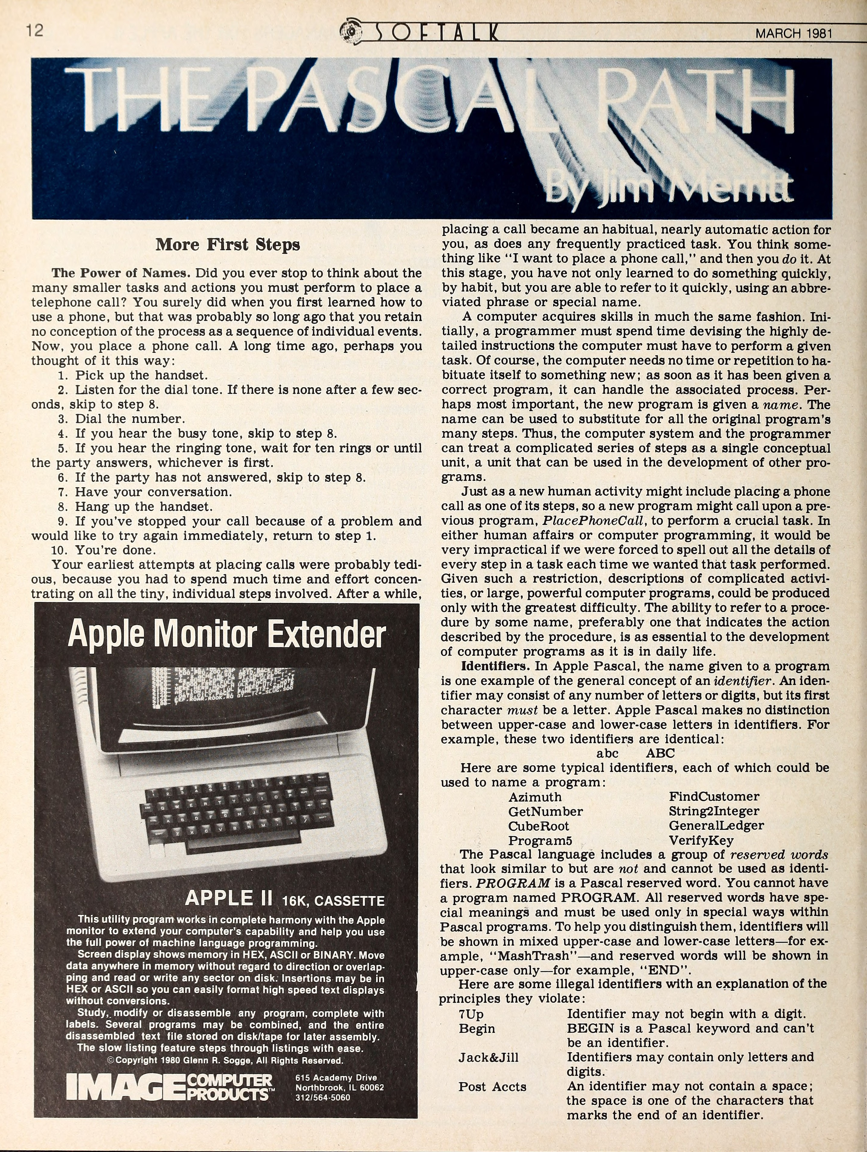 12
SOFTALK
MARCH 1981
THE PASCAL PATH
By Jim Merritt
More First Steps
The Power of Names. Did you ever stop to think about the
many smaller tasks and actions you must perform to place a
telephone call? You surely did when you first learned how to
use a phone, but that was probably so long ago that you retain
no conception of the process as a sequence of individual events.
Now, you place a phone call. A long time ago, perhaps you
thought of it this way:
1. Pick up the handset.
2. Listen for the dial tone. If there is none after a few sec-
onds, skip to step 8.
3. Dial the number.
4. If you hear the busy tone, skip to step 8.
5. If you hear the ringing tone, wait for ten rings or until
the party answers, whichever is first.
6. If the party has not answered, skip to step 8.
7. Have your conversation.
8. Hang up the handset.
9. If you've stopped your call because of a problem and
would like to try again immediately, return to step 1.
10. You're done.
Your earliest attempts at placing calls were probably tedi-
ous, because you had to spend much time and effort concen-
trating on all the tiny, individual steps involved. After a while,
placing a call became an habitual, nearly automatic action for
you, as does any frequently practiced task. You think some-
thing like "I want to place a phone call," and then you do it. At
this stage, you have not only learned to do something quickly,
by habit, but you are able to refer to it quickly, using an abbre-
viated phrase or special name.
A computer acquires skills in much the same fashion. Ini-
tially, a programmer must spend time devising the highly de-
tailed instructions the computer must have to perform a given
task. Of course, the computer needs no time or repetition to ha-
bituate itself to something new; as soon as it has been given a
correct program, it can handle the associated process. Per-
haps most important, the new program is given a name. The
name can be used to substitute for all the original program's
many steps. Thus, the computer system and the programmer
can treat a complicated series of steps as a single conceptual
unit, a unit that can be used in the development of other pro-
grams.
Just as a new human activity might include placing a phone
call as one of its steps, so a new program might call upon a pre-
vious program, PlacePhoneCall, to perform a crucial task. In
either human affairs or computer programming, it would be
very impractical if we were forced to spell out all the details of
every step in a task each time we wanted that task performed.
Given such a restriction, descriptions of complicated activi-
ties, or large, powerful computer programs, could be produced
only with the greatest difficulty. The ability to refer to a proce-
dure by some name, preferably one that indicates the action
described by the procedure, is as essential to the development
of computer programs as it is in daily life.
Identifiers. In Apple Pascal, the name given to a program
is one example of the general concept of an identifier. An iden-
tifier may consist of any number of letters or digits, but its first
character must be a letter. Apple Pascal makes no distinction
between upper-case and lower-case letters in identifiers. For
example, these two identifiers are identical:
abc ABC
Here are some typical identifiers, each of which could be
used to name a program:
Azimuth FindCustomer
GetNumber String2Integer
CubeRoot GeneralLedger
Program5 VerifyKey
The Pascal language includes a group of reserved words
that look similar to but are not and cannot be used as identi-
fiers. PROGRAM is a Pascal reserved word. You cannot have
a program named PROGRAM. All reserved words have spe-
cial meanings and must be used only in special ways within
Pascal programs. To help you distinguish them, identifiers will
be shown in mixed upper-case and lower-case letters—for ex-
ample, "MashTrash"—and reserved words will be shown in
upper-case only—for example, "END".
Here are some illegal identifiers with an explanation of the
principles they violate:
7Up Identifier may not begin with a digit.
Begin BEGIN is a Pascal keyword and can't
be an identifier.
Jack&Jill Identifiers may contain only letters and
digits.
Post Accts An identifier may not contain a space;
the space is one of the characters that
marks the end of an identifier.
Apple Monitor Extender
APPLE II 16K, CASSETTE
This utility program works in complete harmony with the Apple
monitor to extend your computer's capability and help you use
the full power of machine language programming.
Screen display shows memory in HEX, ASCII or BINARY. Move
data anywhere in memory without regard to direction or overlap-
ping and read or write any sector on disk. Insertions may be in
HEX or ASCII so you can easily format high speed text displays
without conversions.
Study, modify or disassemble any program, complete with
labels. Several programs may be combined, and the entire
disassembled text file stored on disk/tape for later assembly.
The slow listing feature steps through listings with ease.
©Copyright 1980 Glenn R. Sogge, All Rights Reserved.
IMAGE COMPUTER PRODUCTS™
615 Academy Drive
Northbrook, IL 60062
312/564-5060